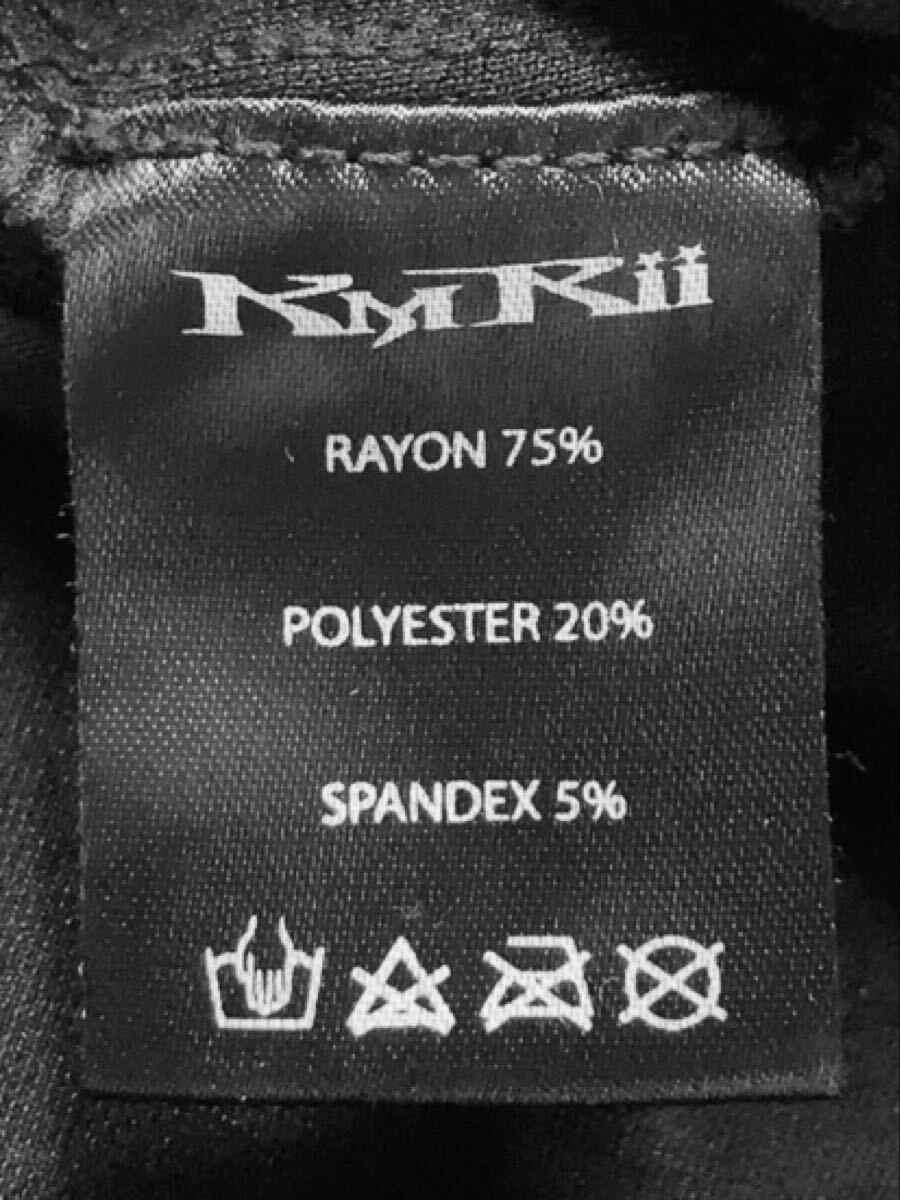 KMRii
RAYON 75%
POLYESTER 20%
SPANDEX 5%